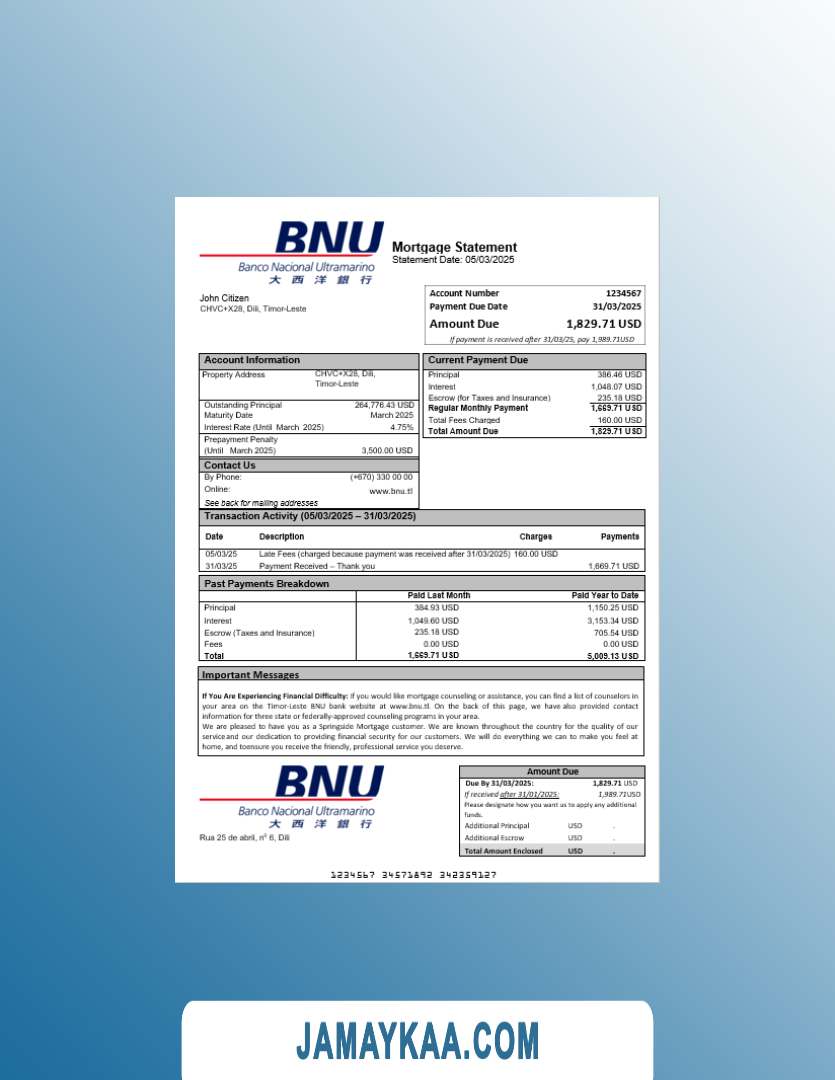 BNU
Banco Nacional Ultramarino
大 西 洋 銀 行
Mortgage Statement
Statement Date: 05/03/2025
John Citizen
CHVC+X28, Dili, Timor-Leste
Account Number 1234567
Payment Due Date 31/03/2025
Amount Due 1,829.71 USD
If payment is received after 31/03/25, pay 1,989.71USD
Account Information
Property Address CHVC+X28, Dili,
Timor-Leste
Outstanding Principal 264,776.43 USD
Maturity Date March 2025
Interest Rate (Until March 2025) 4.75%
Prepayment Penalty
(Until March 2025) 3,500.00 USD
Contact Us
By Phone: (+670) 330 00 00
Online: www.bnu.tl
See back for mailing addresses
Current Payment Due
Principal 386.46 USD
Interest 1,048.07 USD
Escrow (for Taxes and Insurance) 235.18 USD
Regular Monthly Payment 1,669.71 USD
Total Fees Charged 160.00 USD
Total Amount Due 1,829.71 USD
Transaction Activity (05/03/2025 – 31/03/2025)
Date Description Charges Payments
05/03/25 Late Fees (charged because payment was received after 31/03/2025) 160.00 USD
31/03/25 Payment Received – Thank you 1,669.71 USD
Past Payments Breakdown
Paid Last Month Paid Year to Date
Principal 384.93 USD 1,150.25 USD
Interest 1,049.60 USD 3,153.34 USD
Escrow (Taxes and Insurance) 235.18 USD 705.54 USD
Fees 0.00 USD 0.00 USD
Total 1,669.71 USD 5,009.13 USD
Important Messages
If You Are Experiencing Financial Difficulty: If you would like mortgage counseling or assistance, you can find a list of counselors in
your area on the Timor-Leste BNU bank website at www.bnu.tl. On the back of this page, we have also provided contact
information for three state or federally-approved counseling programs in your area.
We are pleased to have you as a Springside Mortgage customer. We are known throughout the country for the quality of our
service and our dedication to providing financial security for our customers. We will do everything we can to make you feel at
home, and toensure you receive the friendly, professional service you deserve.
BNU
Banco Nacional Ultramarino
大 西 洋 銀 行
Rua 25 de abril, nº 6, Dili
Amount Due
Due By 31/03/2025: 1,829.71 USD
If received after 31/01/2025: 1,989.71USD
Please designate how you want us to apply any additional
funds.
Additional Principal USD .
Additional Escrow USD .
Total Amount Enclosed USD .
1234567 34571892 342359127
JAMAYKAA.COM